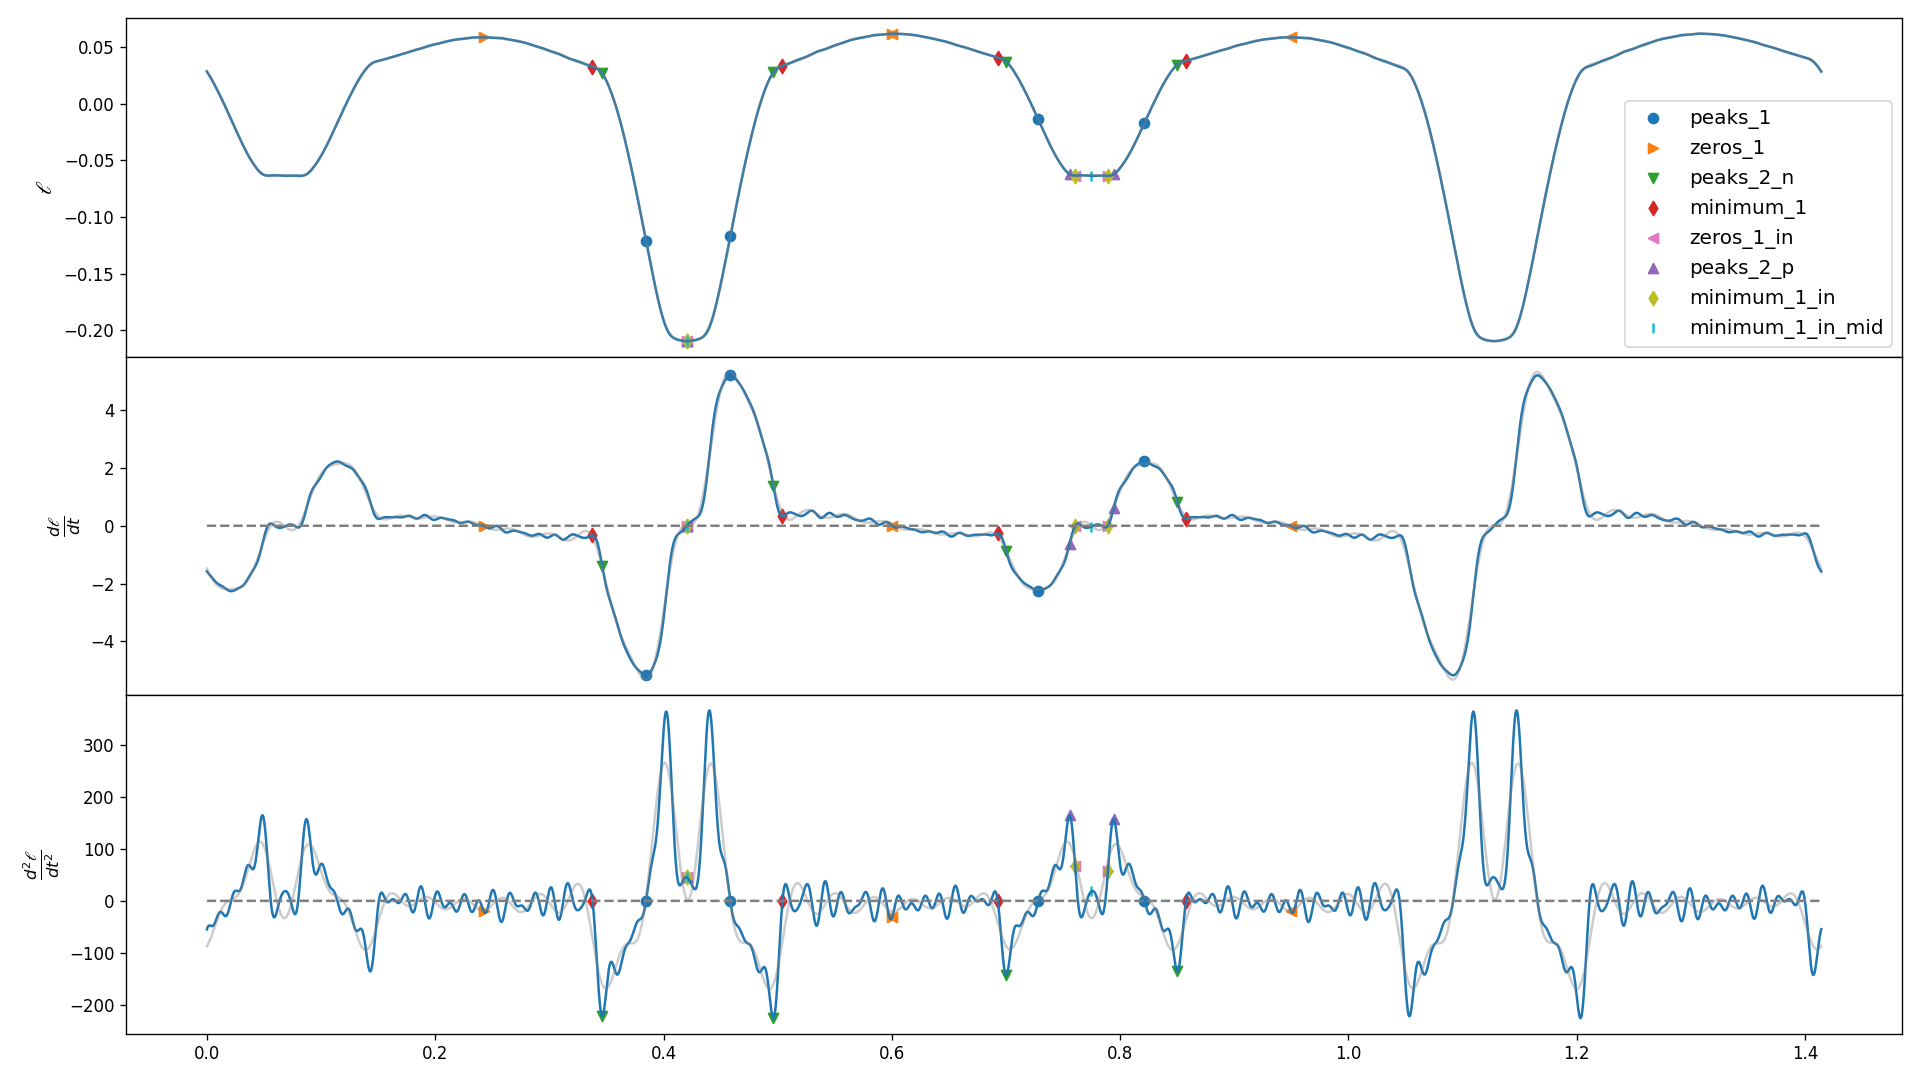 0.05
0.00
−0.05
−0.10
−0.15
−0.20
ℓ
peaks_1
zeros_1
peaks_2_n
minimum_1
zeros_1_in
peaks_2_p
minimum_1_in
minimum_1_in_mid
4
2
0
−2
−4
dℓ
dt
300
200
100
0
−100
−200
d²ℓ
dt²
0.0 0.2 0.4 0.6 0.8 1.0 1.2 1.4